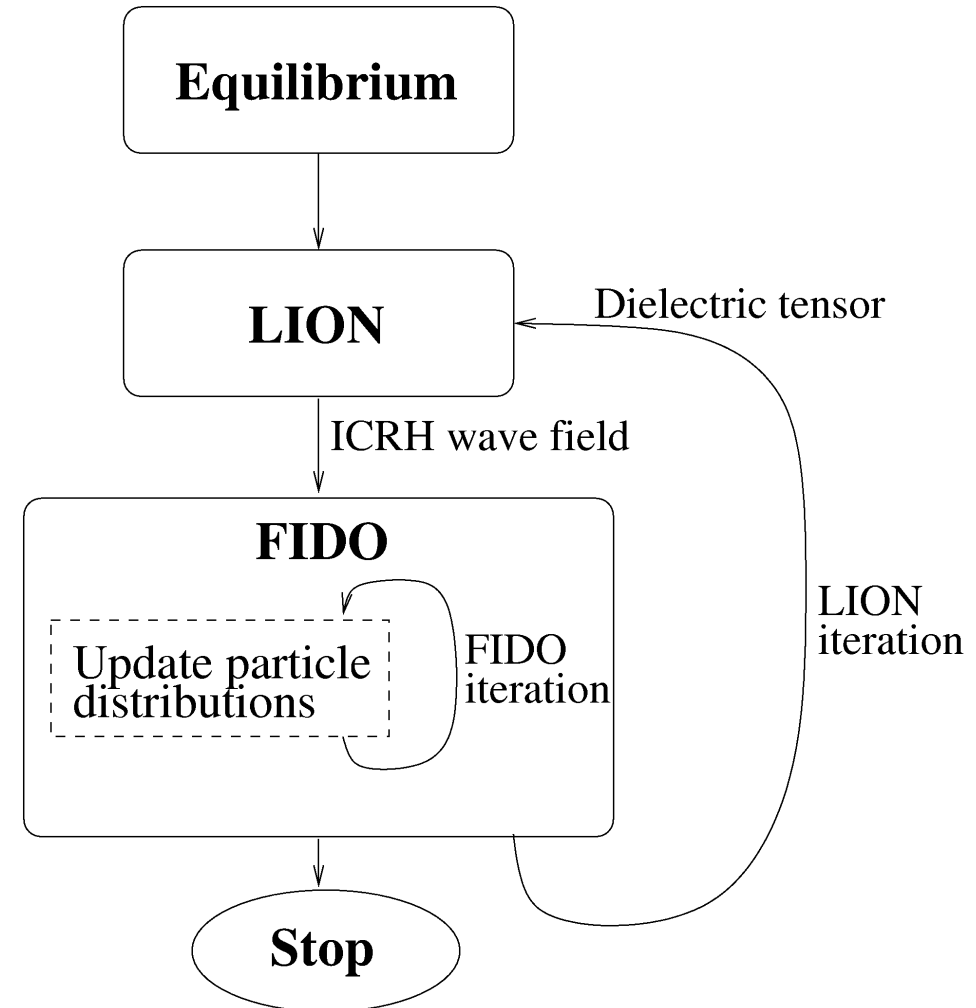 Equilibrium
Dielectric tensor
LION
ICRH wave field
FIDO
Update particle
distributions
FIDO
iteration
LION
iteration
Stop